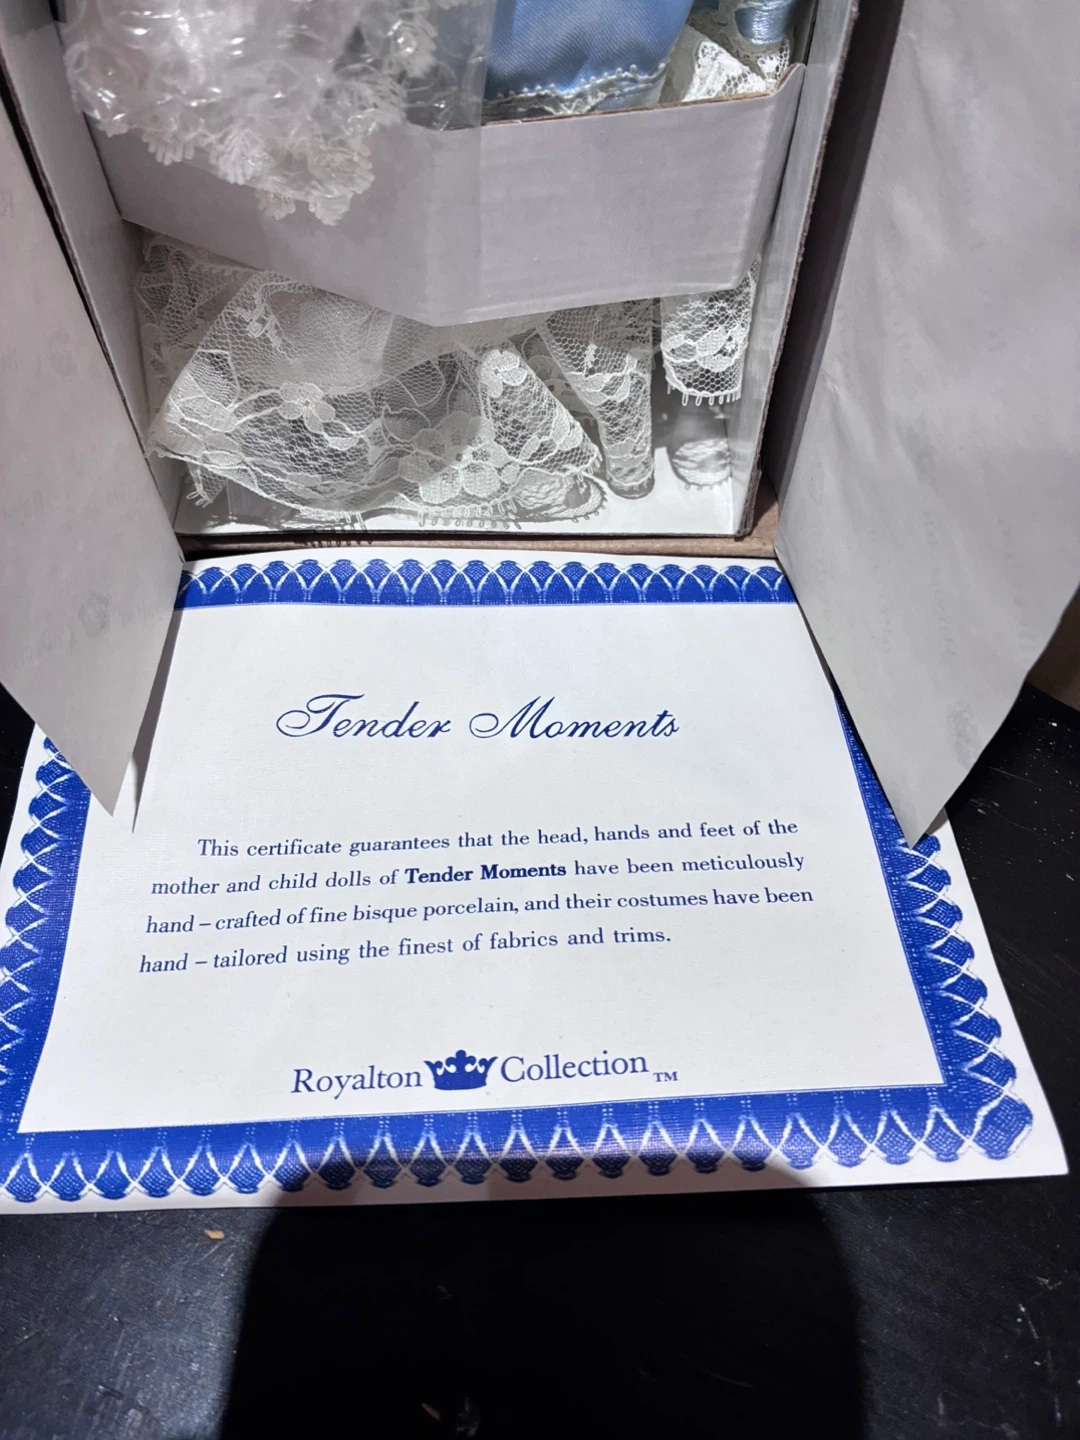 Tender Moments
This certificate guarantees that the head, hands and feet of the
mother and child dolls of Tender Moments have been meticulously
hand – crafted of fine bisque porcelain, and their costumes have been
hand – tailored using the finest of fabrics and trims.
Royalton Collection TM